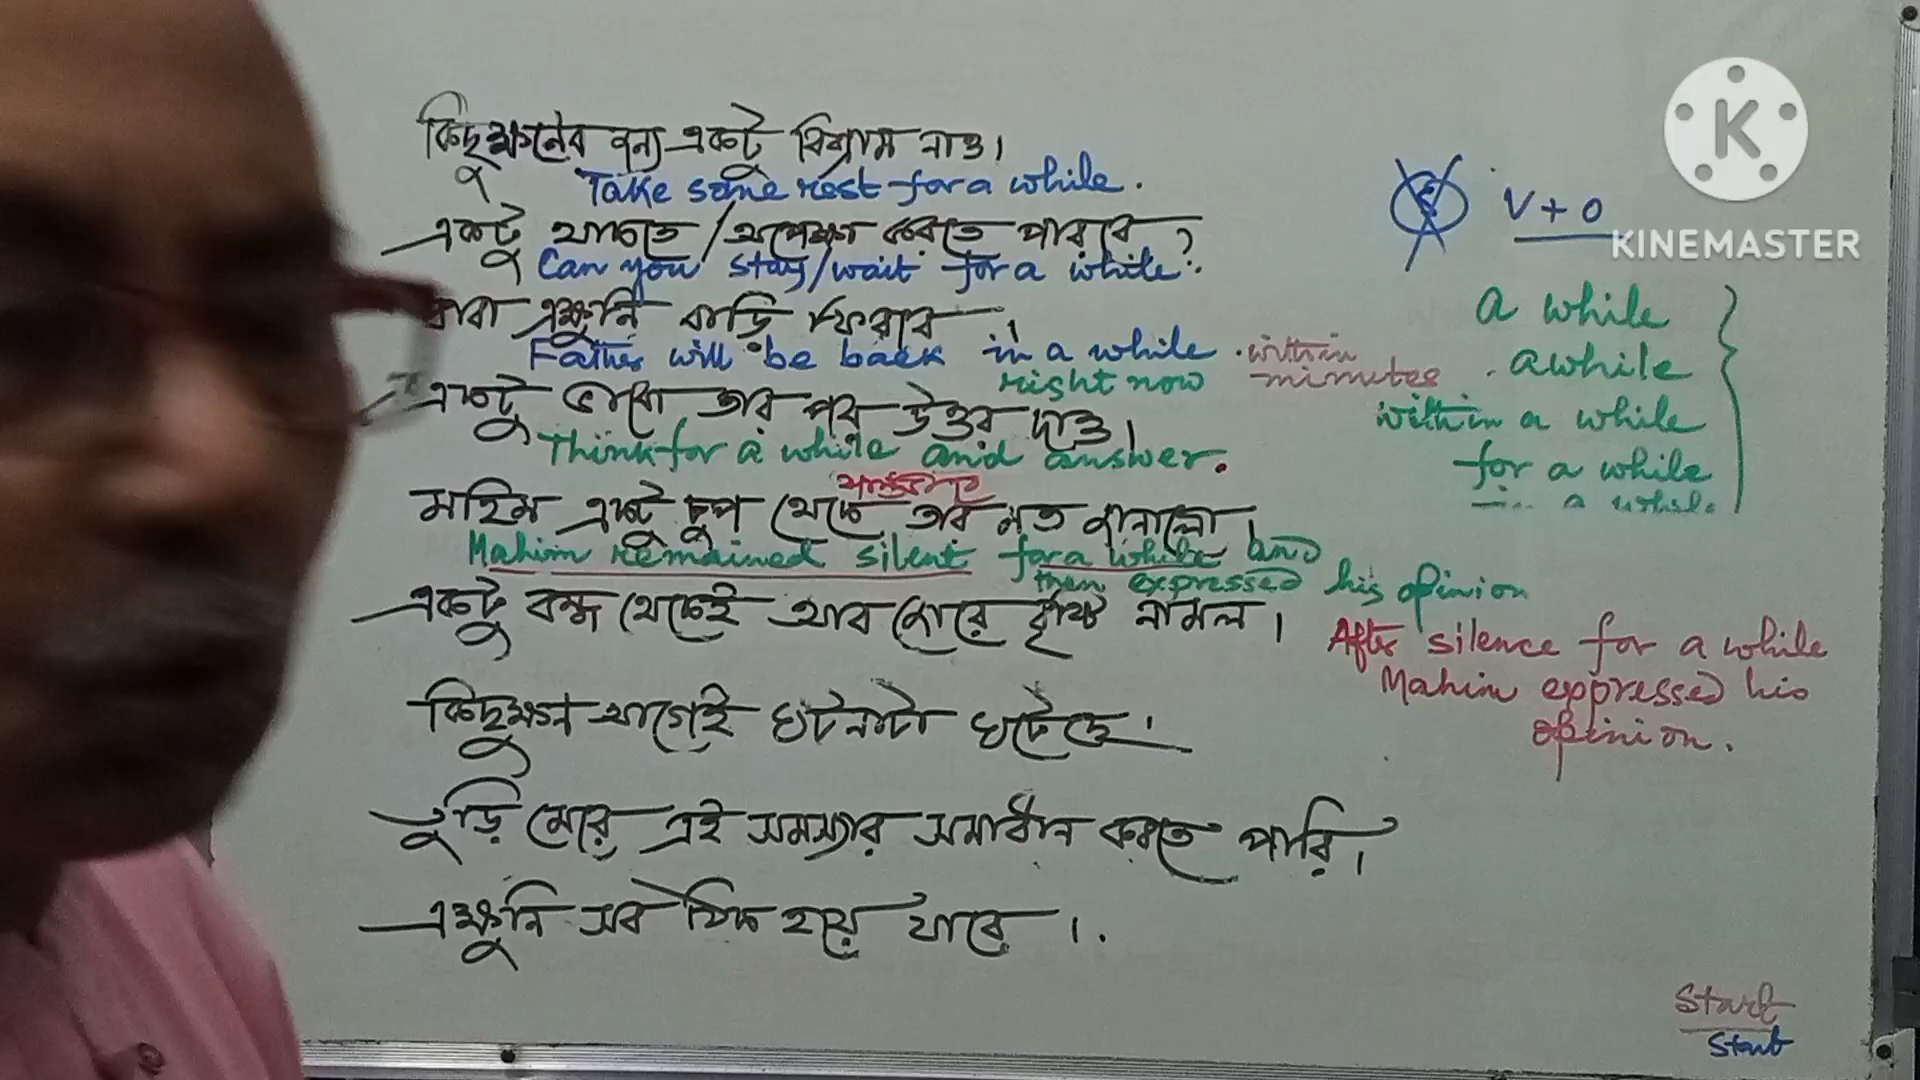 কিছুক্ষনের জন্য একটু বিশ্রাম নাও।
Take some rest for a while.
একটু থাকতে / অপেক্ষা করতে পারবে ?
Can you stay/wait for a while.
বাবা এক্ষুনি বাড়ি ফিরবে ।
Father will be back in a while . within
right now minutes
একটু ভাবো তার পর উত্তর দাও।
Think for a while and answer.
মহিম একটু চুপ থেকে তার মত জানালো ।
Mahim remained silent for a while and
then expressed his opinion
একটু বন্ধ থেকেই আবার জোরে বৃষ্টি নামল ।
কিছুক্ষন আগেই ঘটনাটা ঘটেছে ।
তুড়ি মেরে এই সমস্যার সমাধান করতে পারি ।
এক্ষুনি সব ঠিক হয়ে যাবে ।
V + O
a while
. awhile
within a while
for a while
in a while
After silence for a while
Mahim expressed his
opinion.
Start
Start
K
KINEMASTER